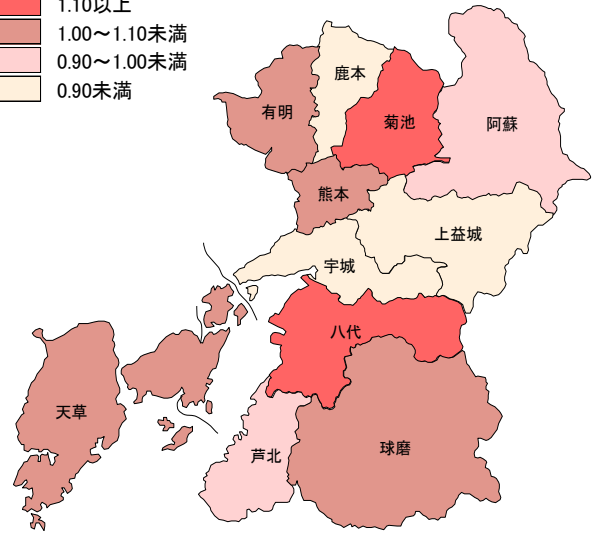 1.10以上
1.00～1.10未満
0.90～1.00未満
0.90未満
鹿本
有明
菊池
阿蘇
熊本
上益城
宇城
八代
天草
球磨
芦北